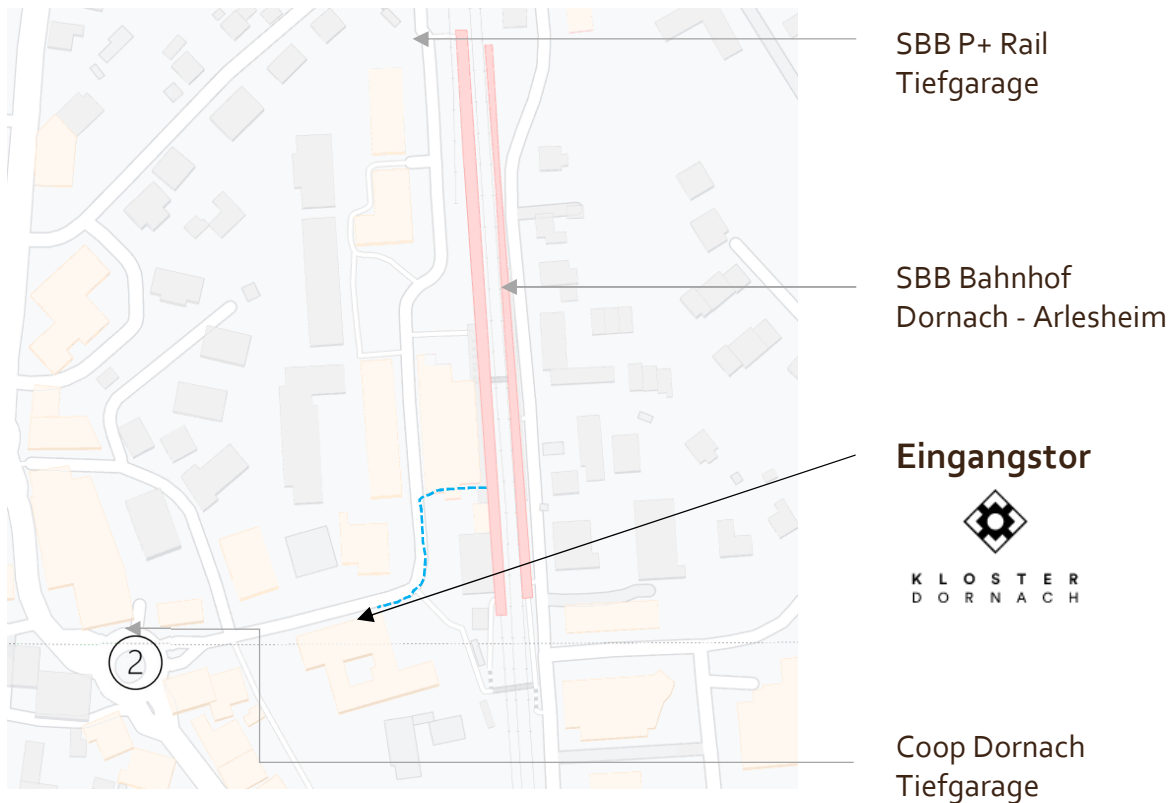 SBB P+ Rail
Tiefgarage
SBB Bahnhof
Dornach - Arlesheim
Eingangstor
KLOSTER
DORNACH
2
Coop Dornach
Tiefgarage